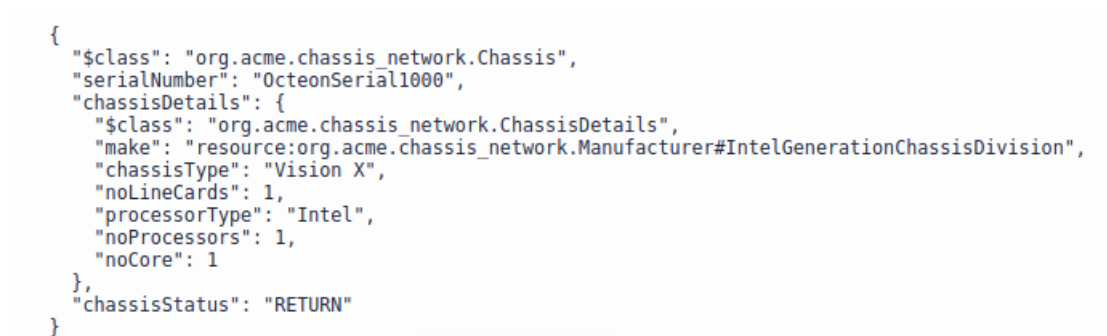 {
"$class": "org.acme.chassis_network.Chassis",
"serialNumber": "OcteonSerial1000",
"chassisDetails": {
"$class": "org.acme.chassis_network.ChassisDetails",
"make": "resource:org.acme.chassis_network.Manufacturer#IntelGenerationChassisDivision",
"chassisType": "Vision X",
"noLineCards": 1,
"processorType": "Intel",
"noProcessors": 1,
"noCore": 1
},
"chassisStatus": "RETURN"
}